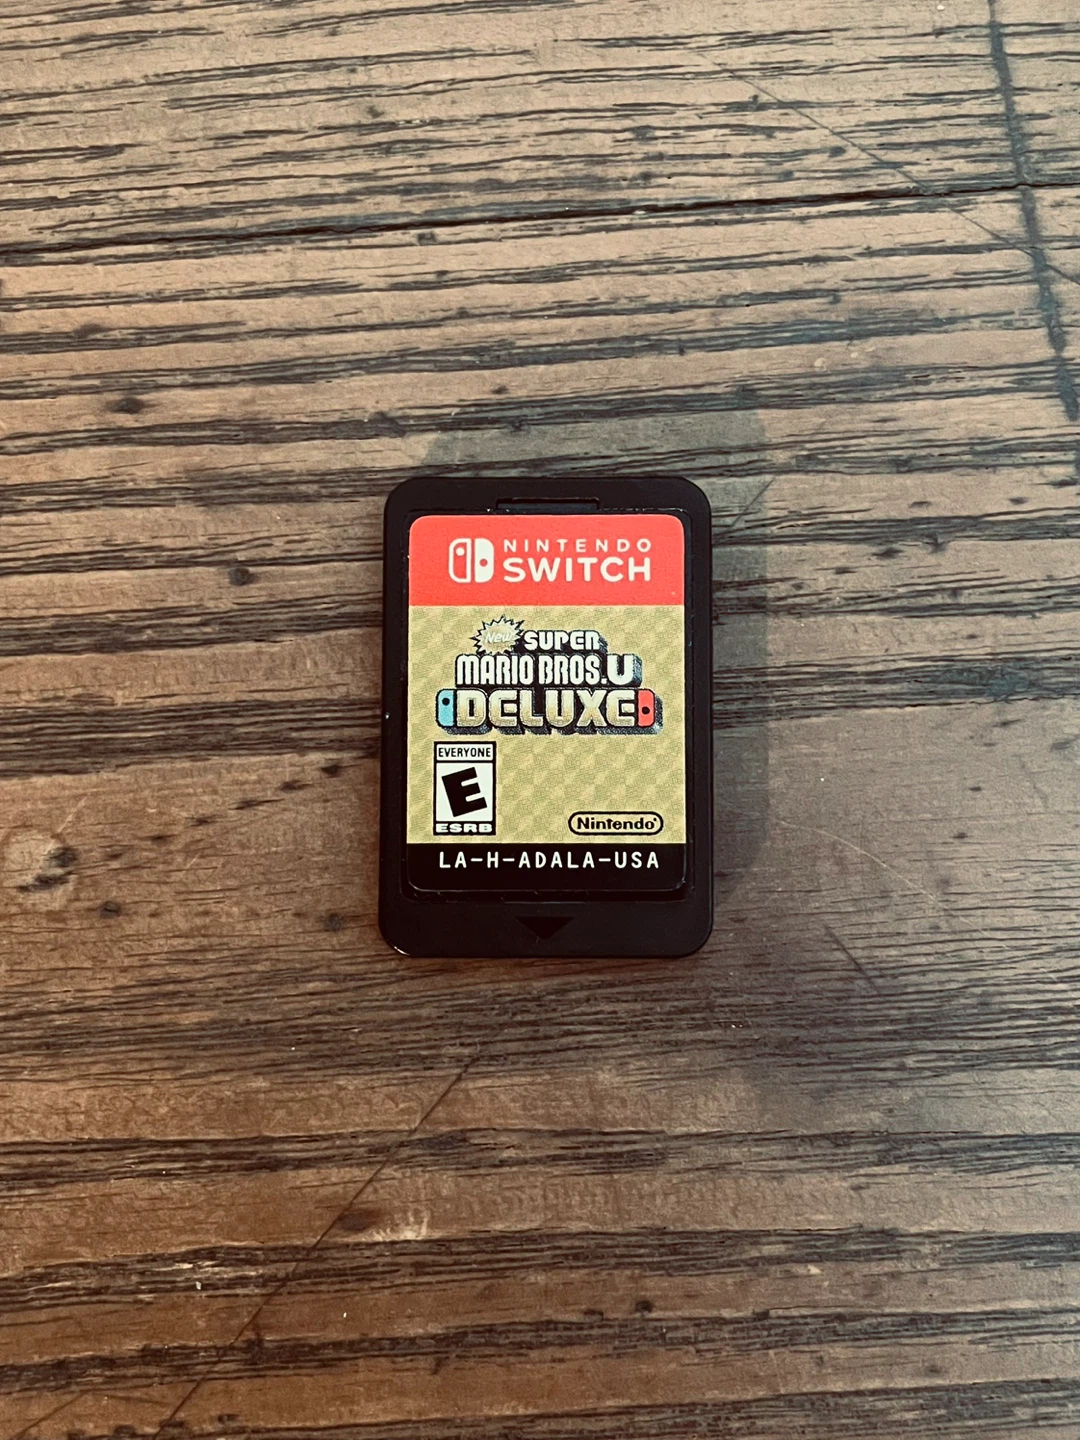 NINTENDO
SWITCH
New SUPER
MARIO BROS. U
DELUXE
EVERYONE
E
ESRB
Nintendo
LA-H-ADALA-USA